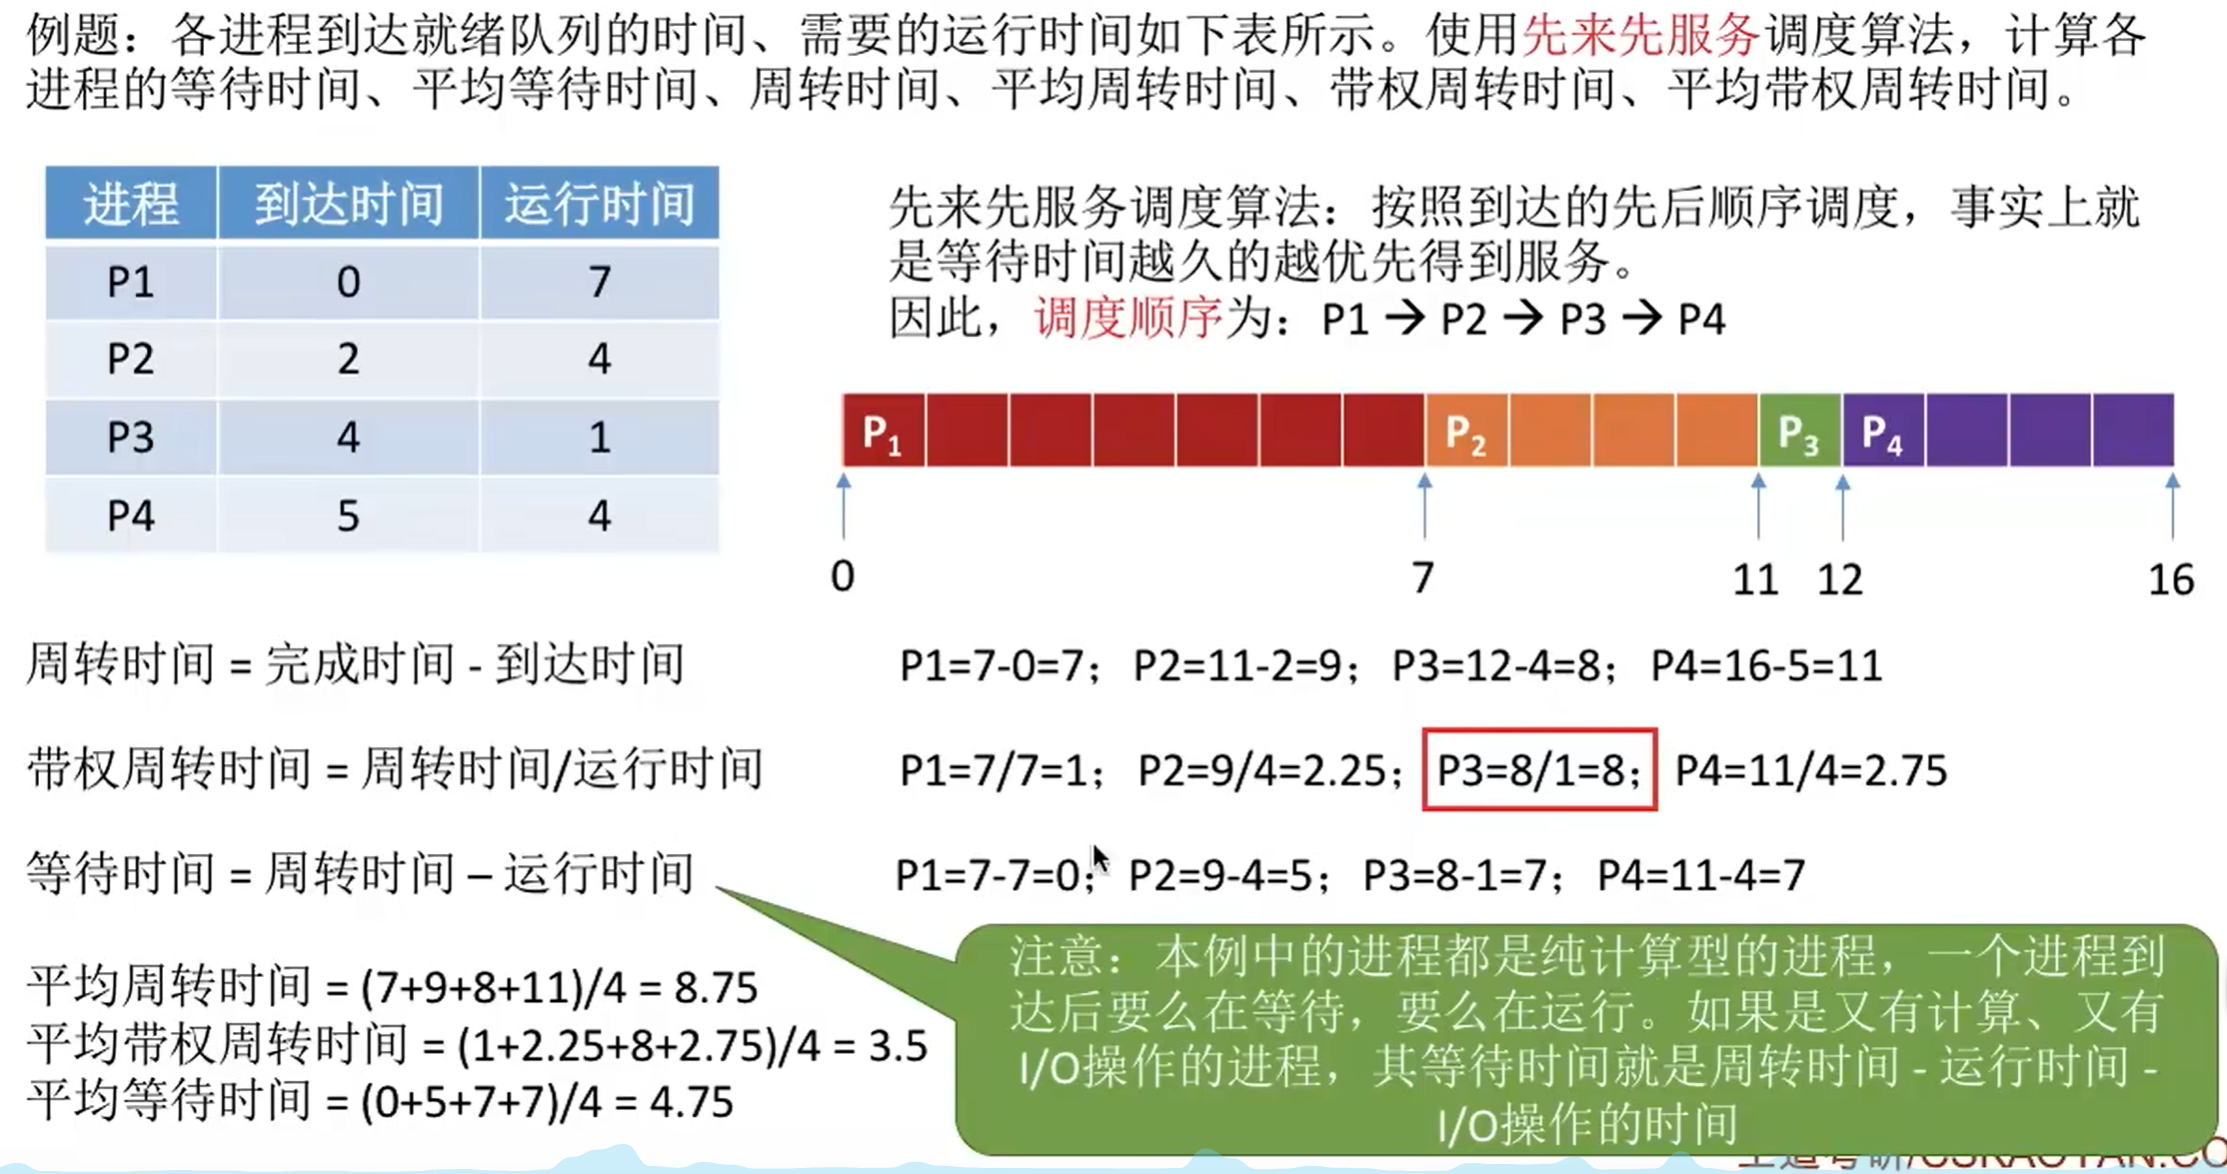 例题：各进程到达就绪队列的时间、需要的运行时间如下表所示。使用先来先服务调度算法，计算各
进程的等待时间、平均等待时间、周转时间、平均周转时间、带权周转时间、平均带权周转时间。
进程 到达时间 运行时间
P1 0 7
P2 2 4
P3 4 1
P4 5 4
先来先服务调度算法：按照到达的先后顺序调度，事实上就
是等待时间越久的越优先得到服务。
因此，调度顺序为：P1 → P2 → P3 → P4
P1 P2 P3 P4
0 7 11 12 16
周转时间 = 完成时间 - 到达时间
P1=7-0=7；P2=11-2=9；P3=12-4=8；P4=16-5=11
带权周转时间 = 周转时间/运行时间
P1=7/7=1；P2=9/4=2.25；P3=8/1=8；P4=11/4=2.75
等待时间 = 周转时间 – 运行时间
P1=7-7=0；P2=9-4=5；P3=8-1=7；P4=11-4=7
平均周转时间 = (7+9+8+11)/4 = 8.75
平均带权周转时间 = (1+2.25+8+2.75)/4 = 3.5
平均等待时间 = (0+5+7+7)/4 = 4.75
注意：本例中的进程都是纯计算型的进程，一个进程到
达后要么在等待，要么在运行。如果是又有计算、又有
I/O操作的进程，其等待时间就是周转时间 - 运行时间 -
I/O操作的时间